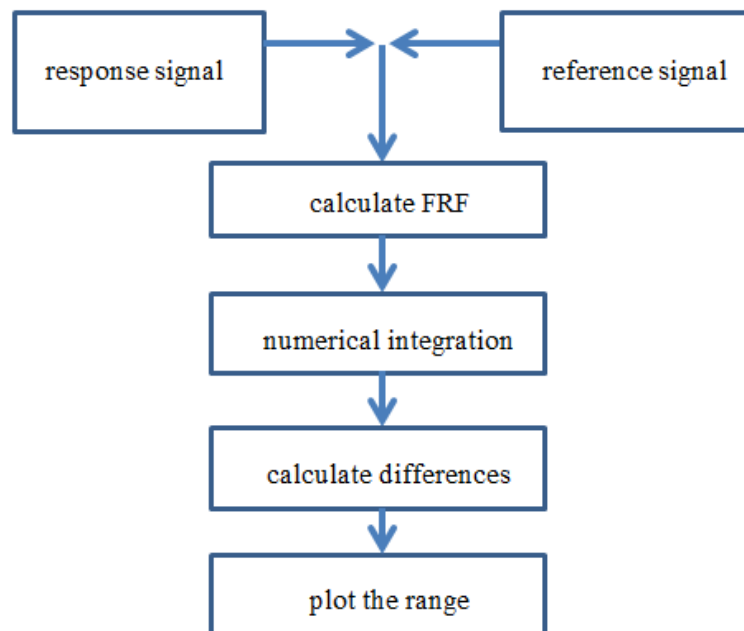 response signal
reference signal
calculate FRF
numerical integration
calculate differences
plot the range